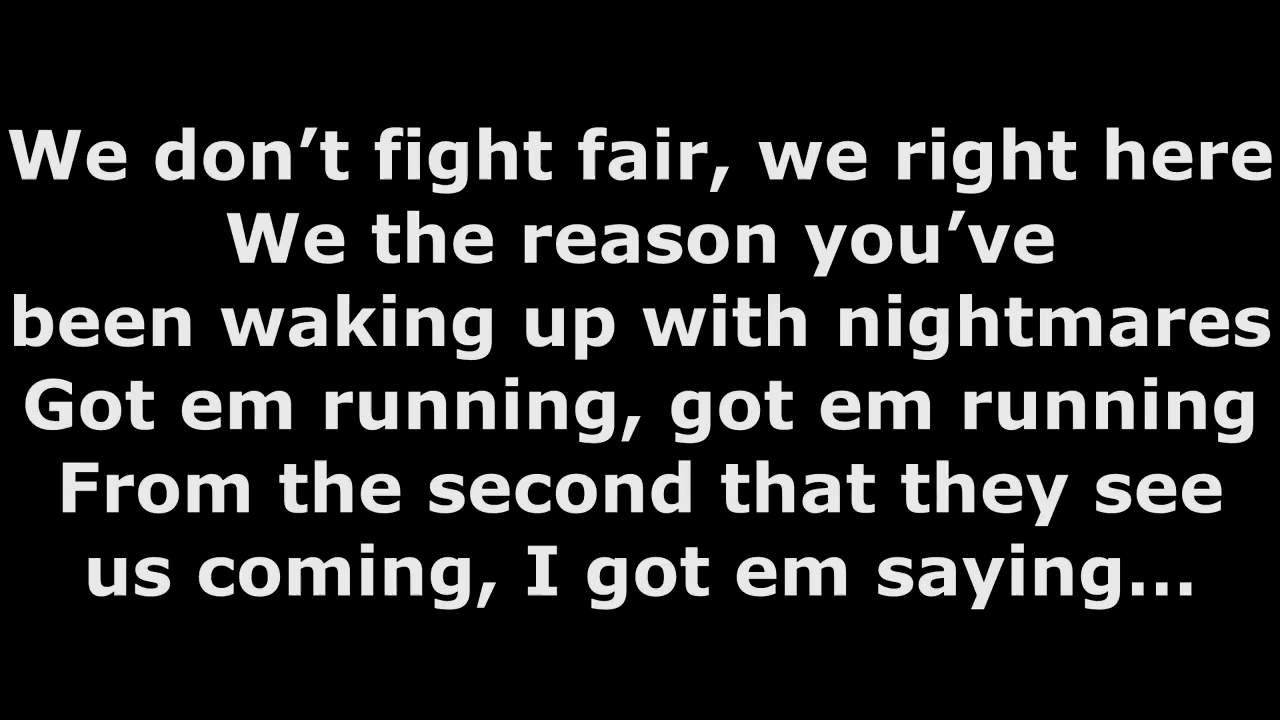 We don’t fight fair, we right here
We the reason you’ve
been waking up with nightmares
Got em running, got em running
From the second that they see
us coming, I got em saying...